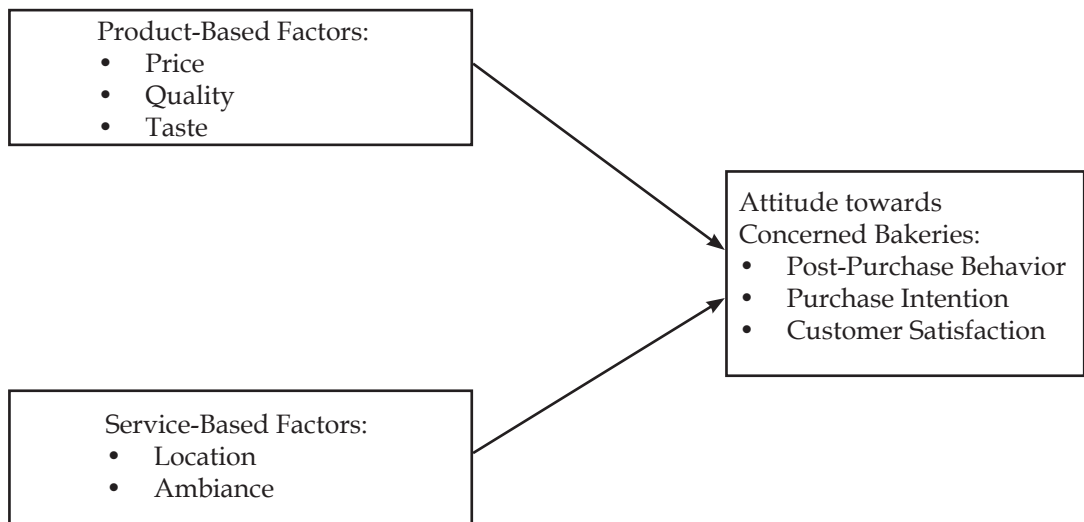 Product-Based Factors:
• Price
• Quality
• Taste
Attitude towards
Concerned Bakeries:
• Post-Purchase Behavior
• Purchase Intention
• Customer Satisfaction
Service-Based Factors:
• Location
• Ambiance